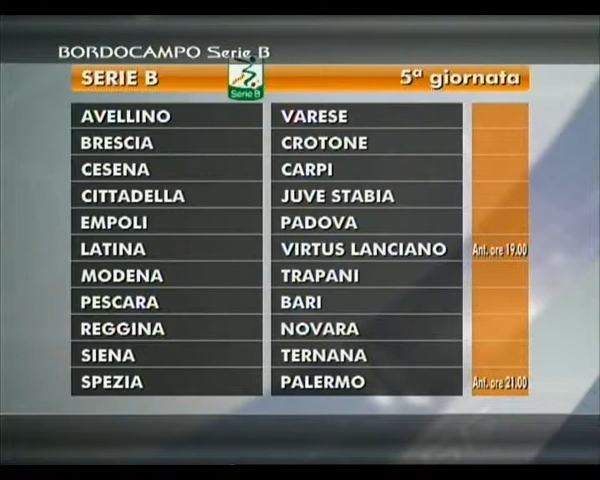 BORDOCAMPO Serie B
SERIE B Serie B 5ª giornata
AVELLINO VARESE
BRESCIA CROTONE
CESENA CARPI
CITTADELLA JUVE STABIA
EMPOLI PADOVA
LATINA VIRTUS LANCIANO Ant. ore 19.00
MODENA TRAPANI
PESCARA BARI
REGGINA NOVARA
SIENA TERNANA
SPEZIA PALERMO Ant. ore 21.00